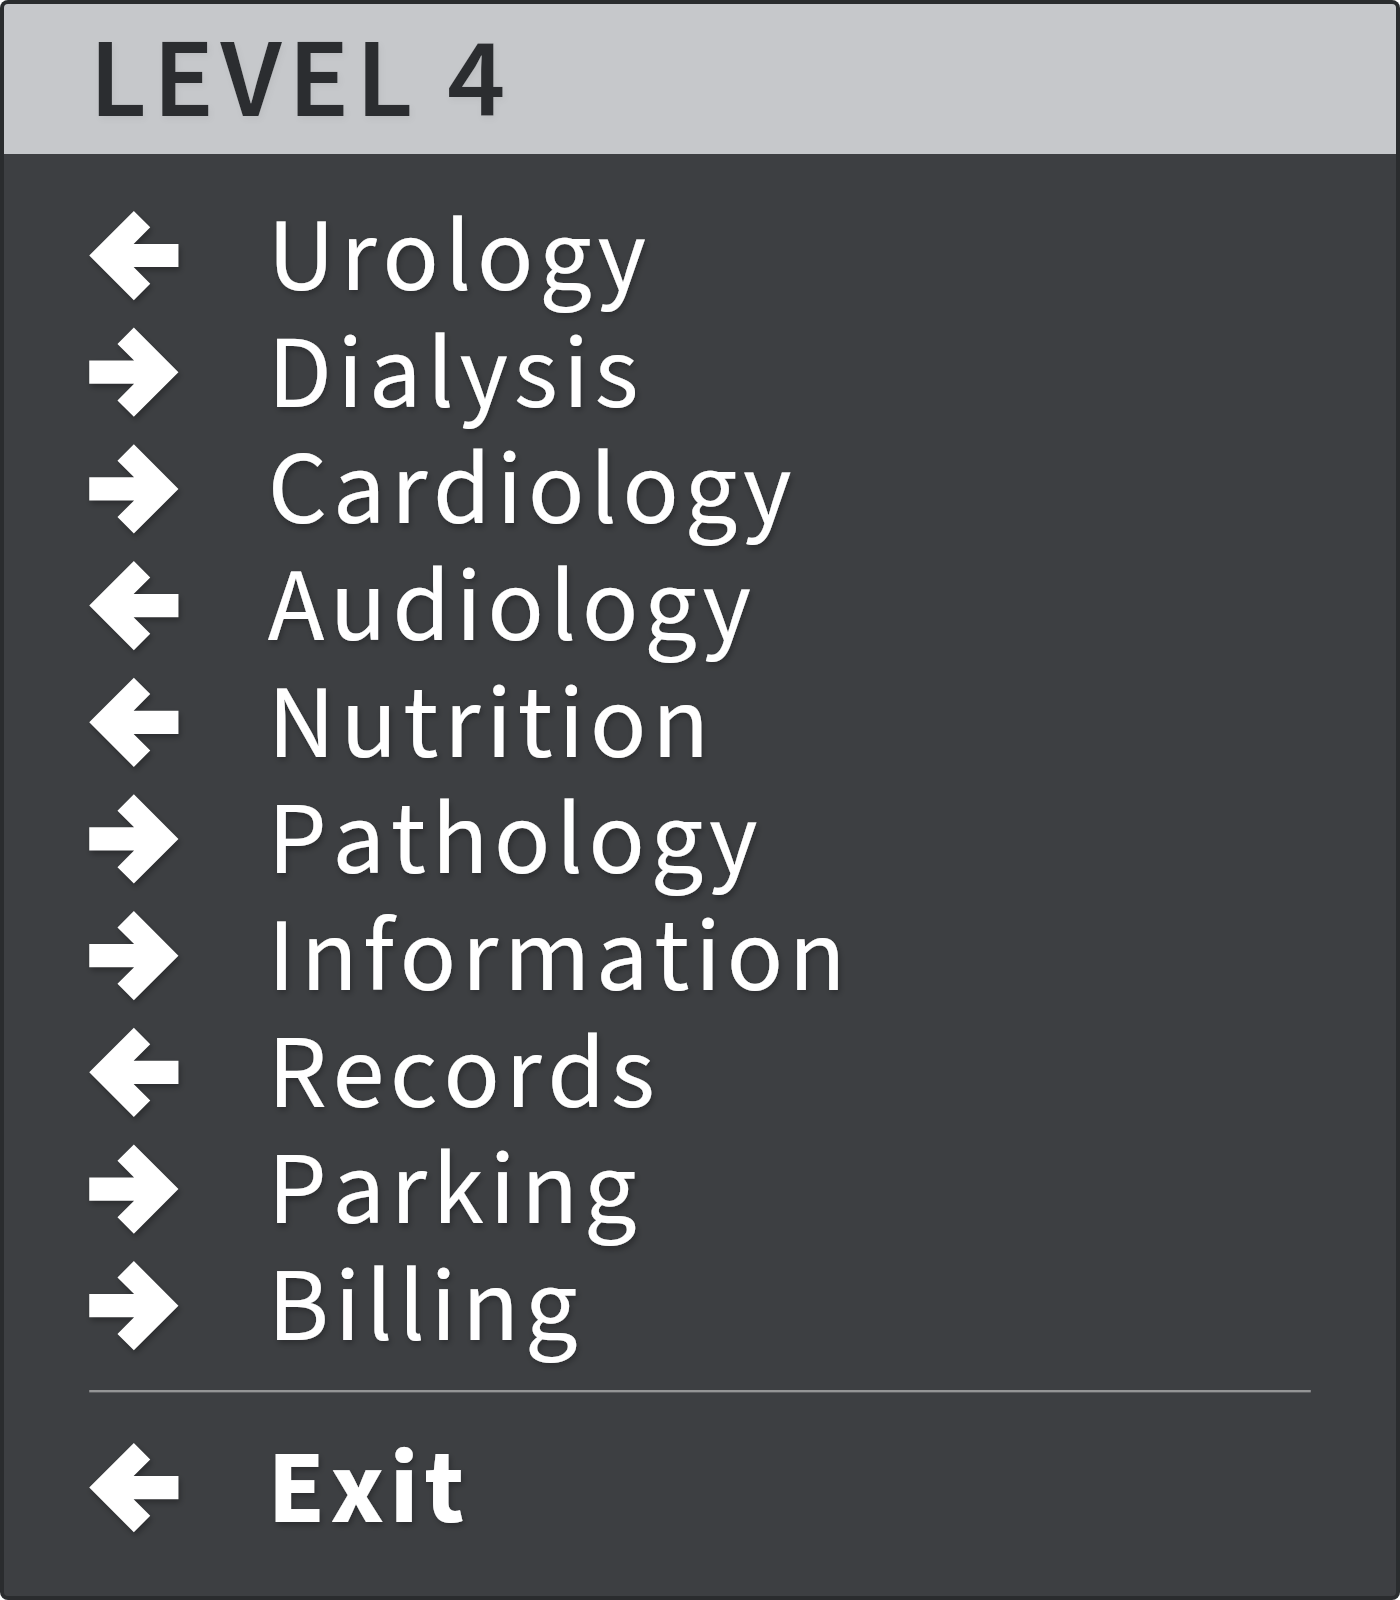 LEVEL 4
← Urology
→ Dialysis
→ Cardiology
← Audiology
← Nutrition
→ Pathology
→ Information
← Records
→ Parking
→ Billing
← Exit